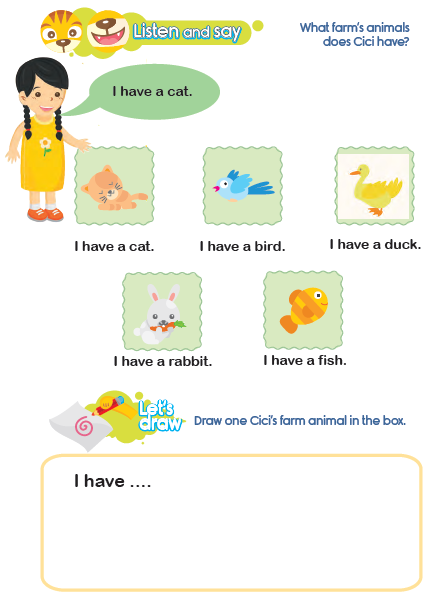 Listen and say
What farm's animals
does Cici have?
I have a cat.
I have a cat.
I have a bird.
I have a duck.
I have a rabbit.
I have a fish.
Let's
draw
Draw one Cici's farm animal in the box.
I have ....